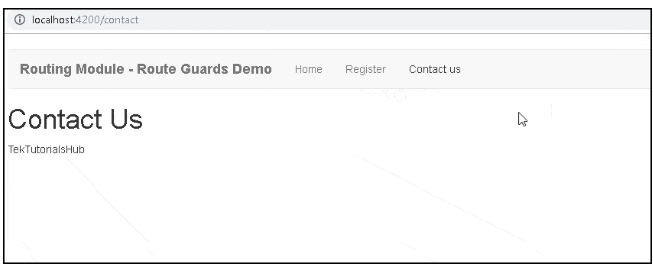 localhost:4200/contact
Routing Module - Route Guards Demo Home Register Contact us
Contact Us
TekTutorialsHub